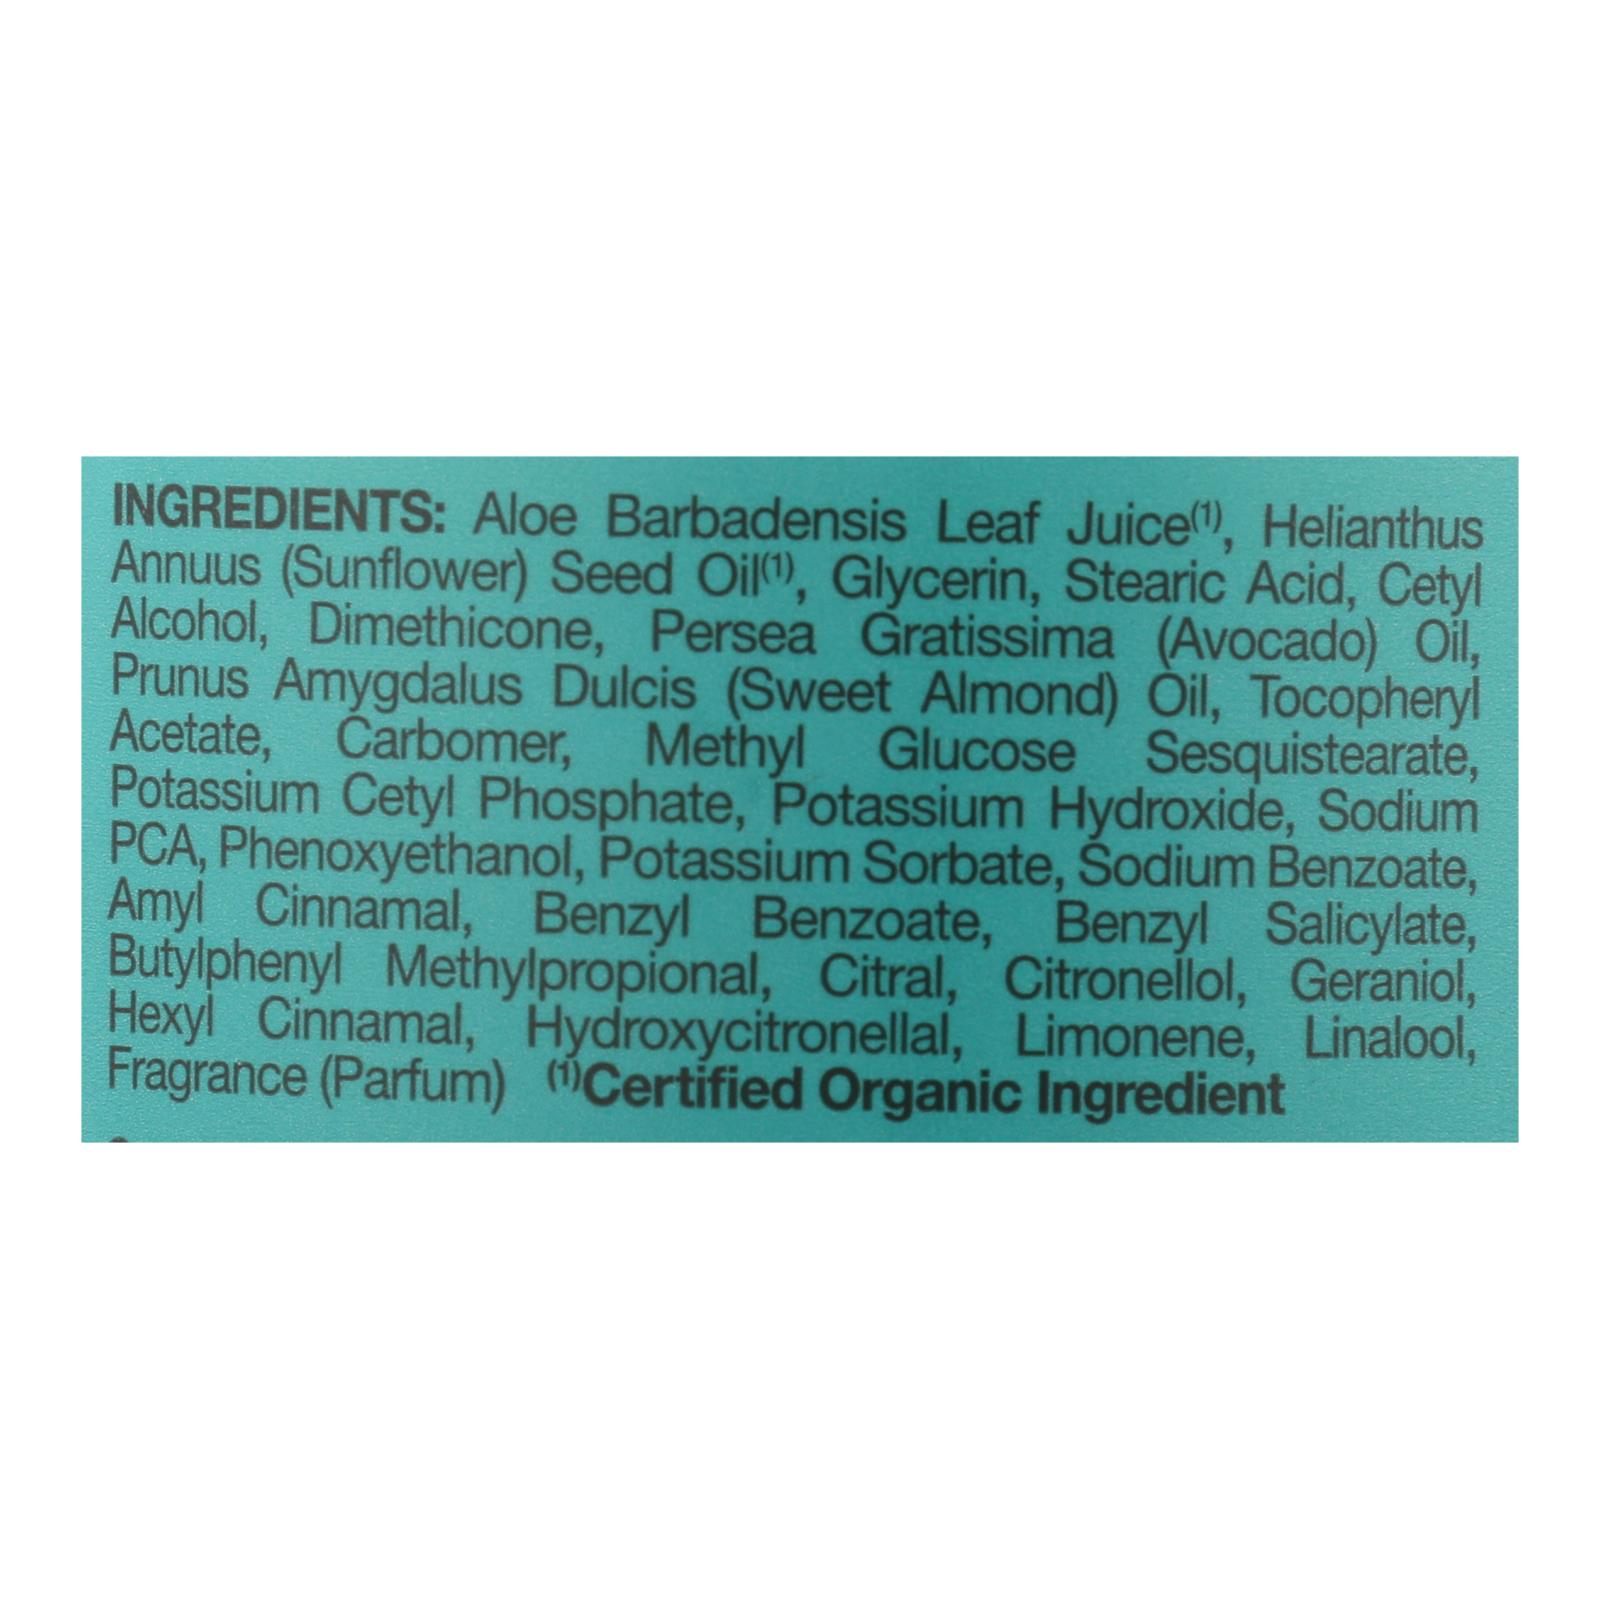 INGREDIENTS: Aloe Barbadensis Leaf Juice(1), Helianthus
Annuus (Sunflower) Seed Oil(1), Glycerin, Stearic Acid, Cetyl
Alcohol, Dimethicone, Persea Gratissima (Avocado) Oil,
Prunus Amygdalus Dulcis (Sweet Almond) Oil, Tocopheryl
Acetate, Carbomer, Methyl Glucose Sesquistearate,
Potassium Cetyl Phosphate, Potassium Hydroxide, Sodium
PCA, Phenoxyethanol, Potassium Sorbate, Sodium Benzoate,
Amyl Cinnamal, Benzyl Benzoate, Benzyl Salicylate,
Butylphenyl Methylpropional, Citral, Citronellol, Geraniol,
Hexyl Cinnamal, Hydroxycitronellal, Limonene, Linalool,
Fragrance (Parfum) (1)Certified Organic Ingredient